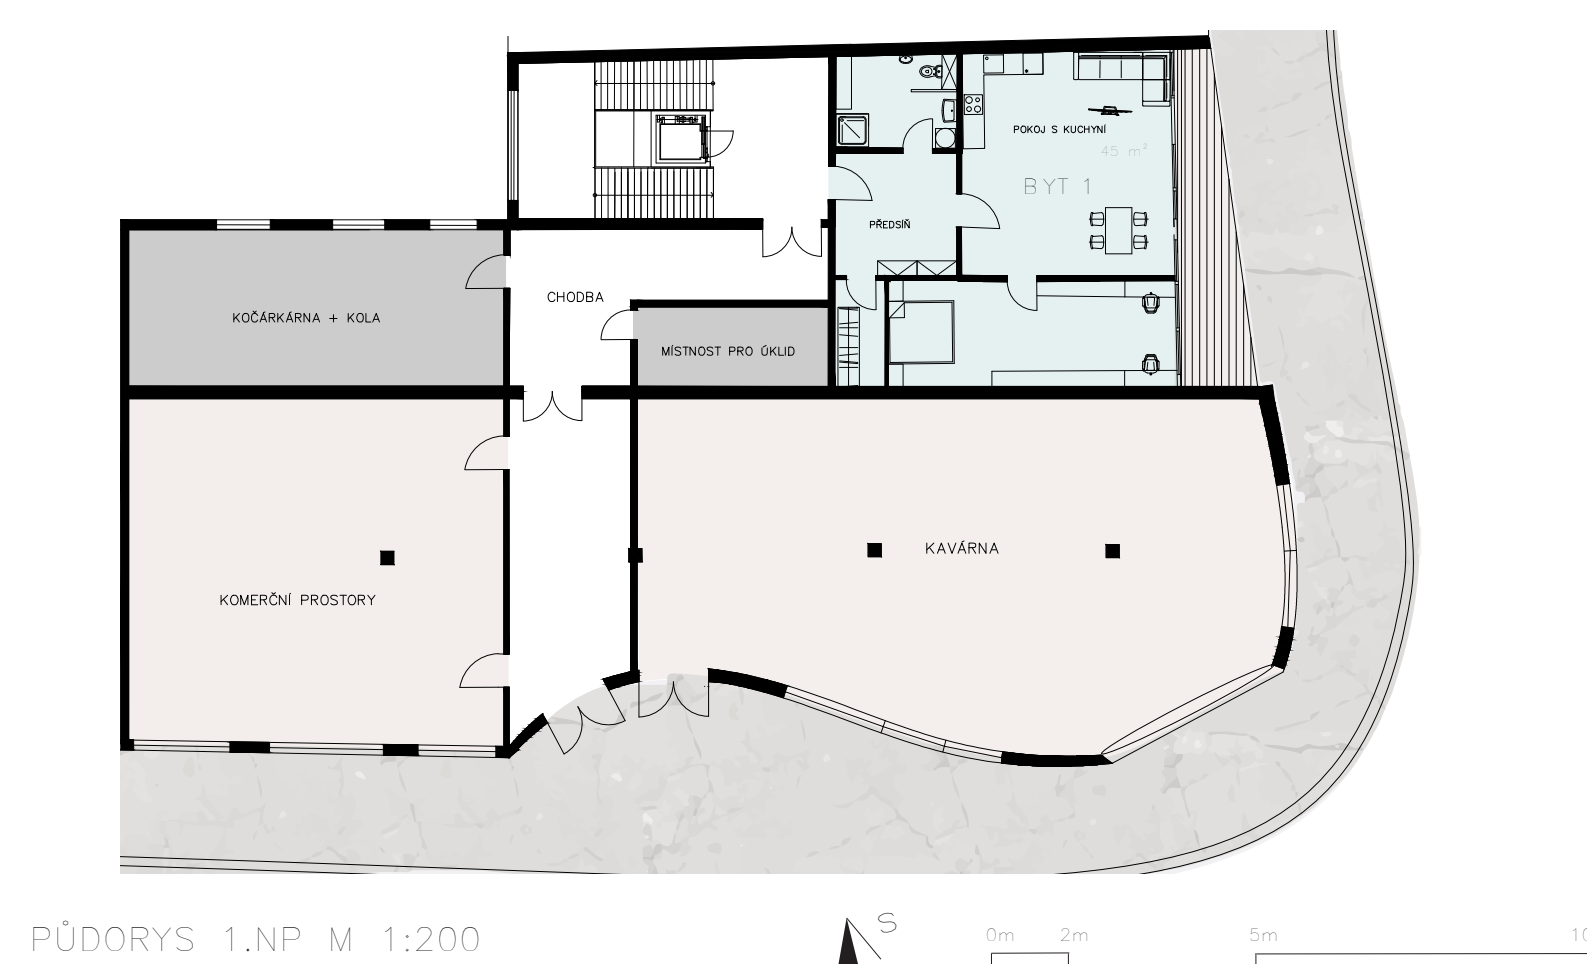 POKOJ S KUCHYNÍ
45 m²
BYT 1
PŘEDSÍŇ
CHODBA
KOČÁRKÁRNA + KOLA
MÍSTNOST PRO ÚKLID
KAVÁRNA
KOMERČNÍ PROSTORY
PŮDORYS 1.NP M 1:200
S
0m 2m 5m